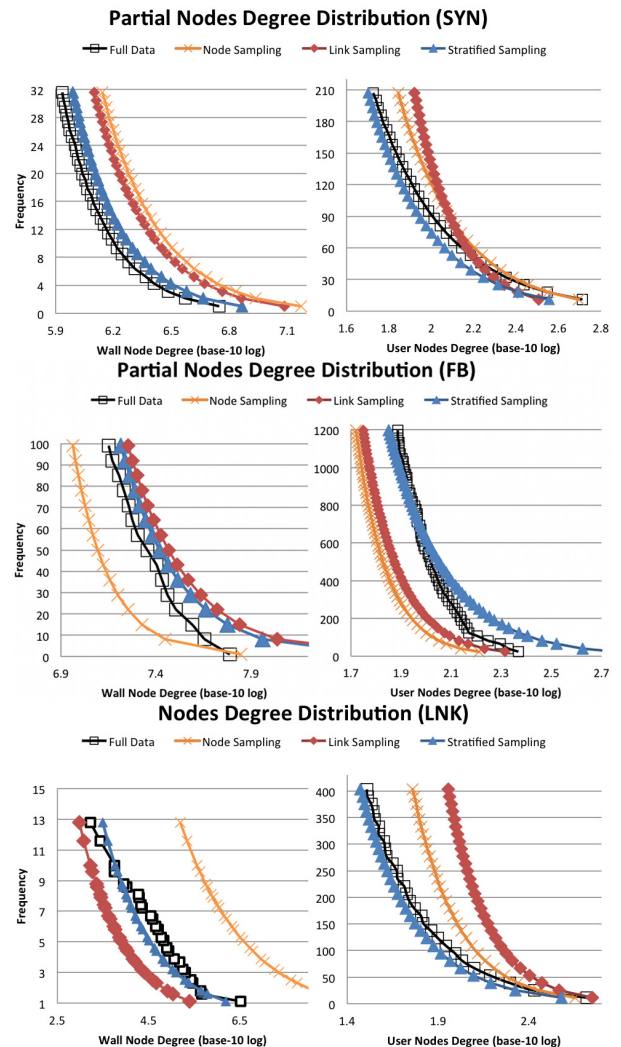 Partial Nodes Degree Distribution (SYN)
Full Data Node Sampling Link Sampling Stratified Sampling
32
28
24
20
16
12
8
4
0
Frequency
5.9 6.2 6.5 6.8 7.1
Wall Node Degree (base-10 log)
210
180
150
120
90
60
30
0
1.6 1.8 2 2.2 2.4 2.6 2.8
User Nodes Degree (base-10 log)
Partial Nodes Degree Distribution (FB)
Full Data Node Sampling Link Sampling Stratified Sampling
100
90
80
70
60
50
40
30
20
10
0
Frequency
6.9 7.4 7.9
Wall Node Degree (base-10 log)
1200
1000
800
600
400
200
0
1.7 1.9 2.1 2.3 2.5 2.7
User Nodes Degree (base-10 log)
Nodes Degree Distribution (LNK)
Full Data Node Sampling Link Sampling Stratified Sampling
15
13
11
9
7
5
3
1
Frequency
2.5 4.5 6.5
Wall Node Degree (base-10 log)
400
350
300
250
200
150
100
50
0
1.4 1.9 2.4
User Nodes Degree (base-10 log)